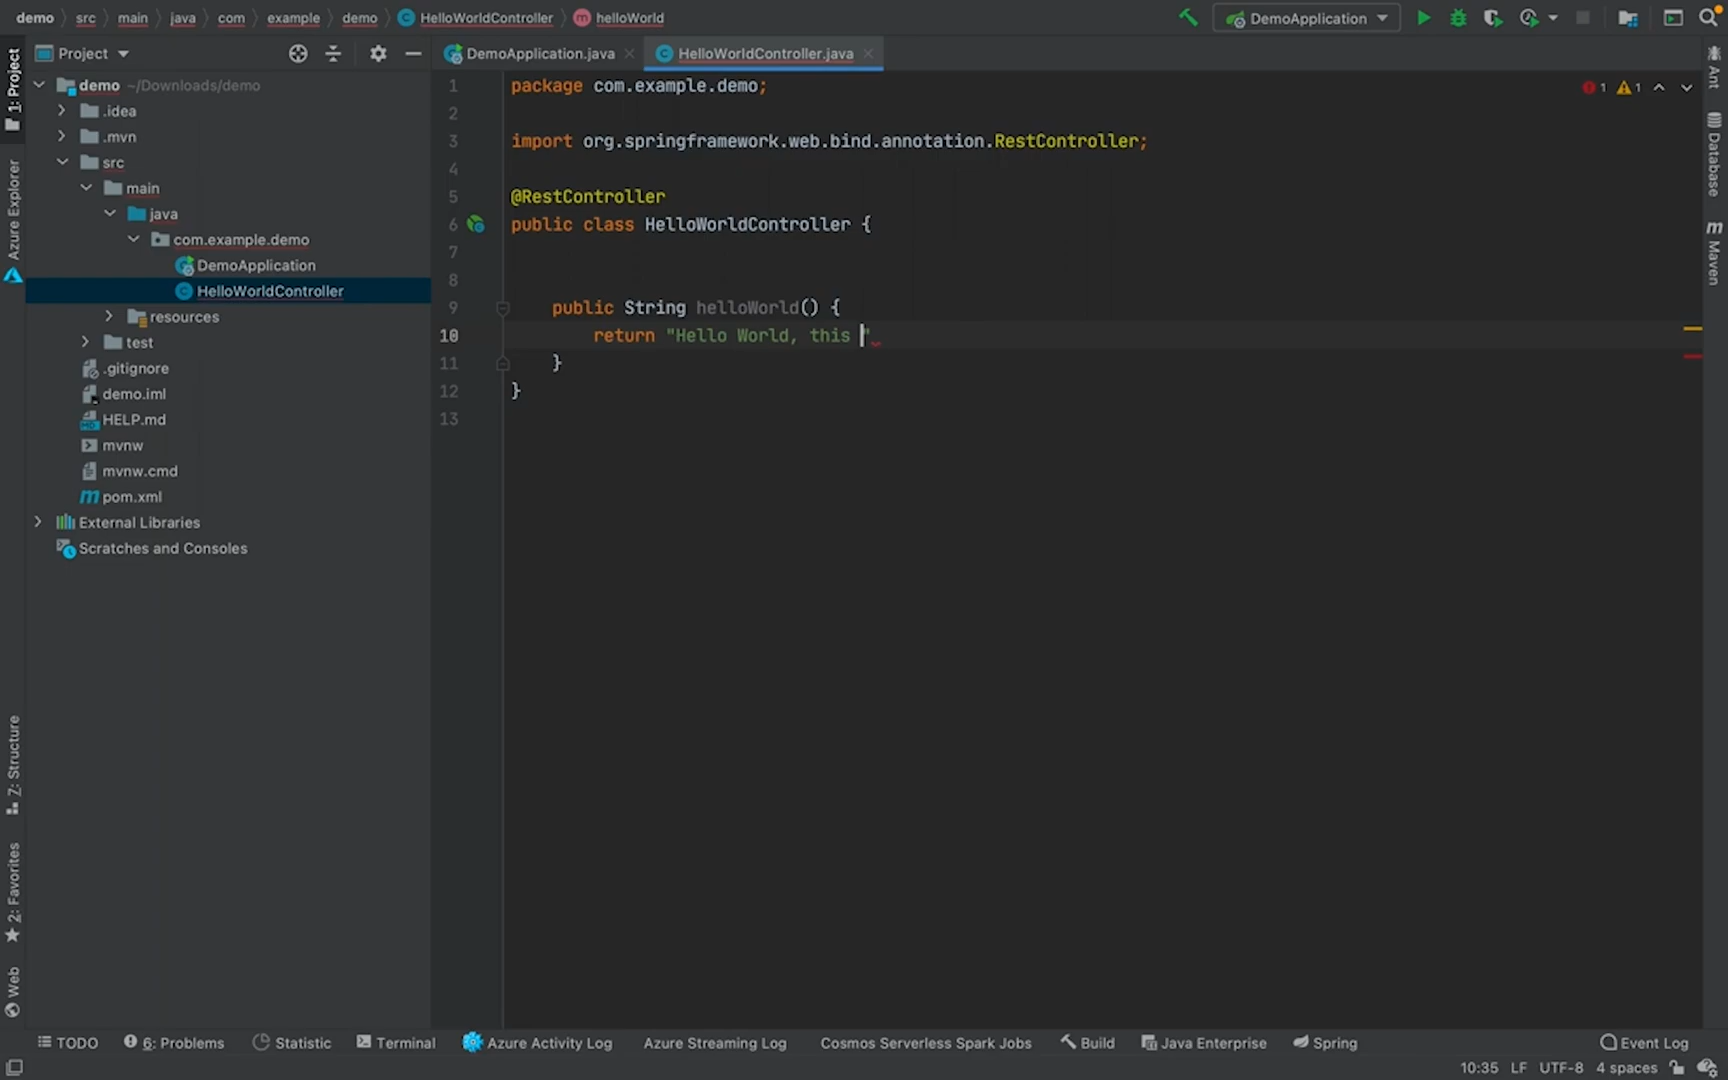 demo src main java com example demo HelloWorldController helloWorld DemoApplication
Project DemoApplication.java HelloWorldController.java
1: Project
Azure Explorer
7: Structure
2: Favorites
Web
demo ~/Downloads/demo
.idea
.mvn
src
main
java
com.example.demo
DemoApplication
HelloWorldController
resources
test
.gitignore
demo.iml
HELP.md
mvnw
mvnw.cmd
pom.xml
External Libraries
Scratches and Consoles
1 package com.example.demo;
2
3 import org.springframework.web.bind.annotation.RestController;
4
5 @RestController
6 public class HelloWorldController {
7
8
9 public String helloWorld() {
10 return "Hello World, this "
11 }
12 }
13
1 1
Ant
Database
Maven
TODO 6: Problems Statistic Terminal Azure Activity Log Azure Streaming Log Cosmos Serverless Spark Jobs Build Java Enterprise Spring Event Log
10:35 LF UTF-8 4 spaces